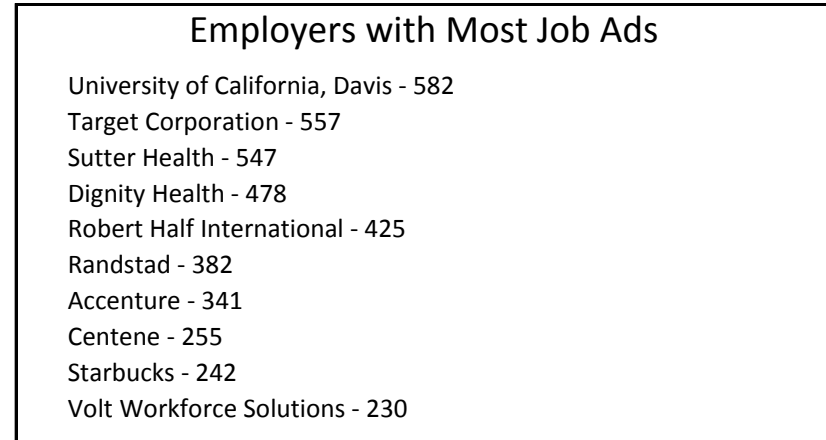 Employers with Most Job Ads
University of California, Davis - 582
Target Corporation - 557
Sutter Health - 547
Dignity Health - 478
Robert Half International - 425
Randstad - 382
Accenture - 341
Centene - 255
Starbucks - 242
Volt Workforce Solutions - 230